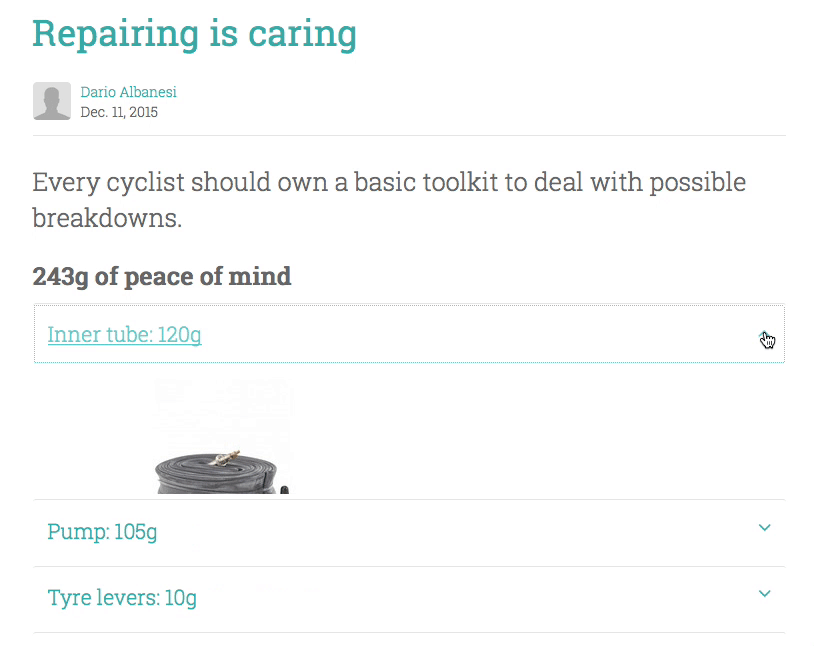 Repairing is caring
Dario Albanesi
Dec. 11, 2015
Every cyclist should own a basic toolkit to deal with possible
breakdowns.
243g of peace of mind
Inner tube: 120g
Pump: 105g
Tyre levers: 10g